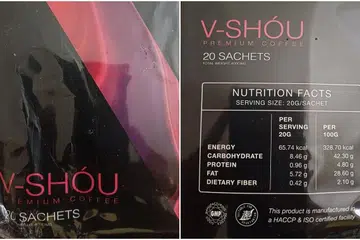 V-SHÓU
PREMIUM COFFEE
20 SACHETS
V-SHÓU
PREMIUM COFFEE
20 SACHETS
NUTRITION FACTS
SERVING SIZE: 20G/SACHET
PER SERVING 20G PER 100G
ENERGY 65.74 kcal 328.70 kcal
CARBOHYDRATE 8.46 g 42.30 g
PROTEIN 0.96 g 4.80 g
FAT 5.72 g 28.60 g
DIETARY FIBER 0.42 g 2.10 g
GMP
This product is manufactured in
a HACCP & ISO certified facility